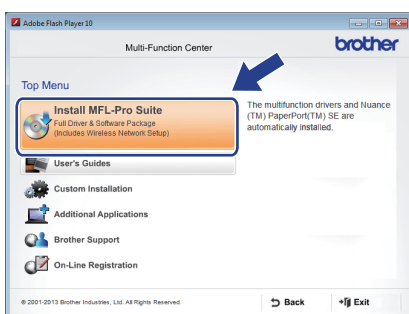 Adobe Flash Player 10
Multi-Function Center
brother
Top Menu
Install MFL-Pro Suite
Full Driver & Software Package
(Includes Wireless Network Setup)
The multifunction drivers and Nuance
(TM) PaperPort(TM) SE are
automatically installed.
User's Guides
Custom Installation
Additional Applications
Brother Support
On-Line Registration
© 2001-2013 Brother Industries, Ltd. All Rights Reserved.
Back
Exit